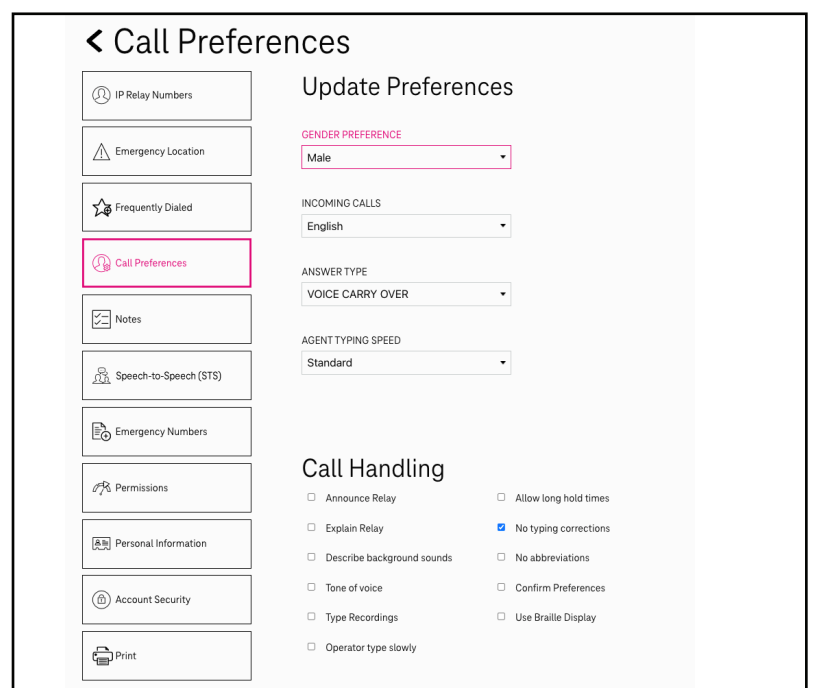 Call Preferences
IP Relay Numbers
Emergency Location
Frequently Dialed
Call Preferences
Notes
Speech-to-Speech (STS)
Emergency Numbers
Permissions
Personal Information
Account Security
Print
Update Preferences
GENDER PREFERENCE
Male
INCOMING CALLS
English
ANSWER TYPE
VOICE CARRY OVER
AGENT TYPING SPEED
Standard
Call Handling
Announce Relay
Explain Relay
Describe background sounds
Tone of voice
Type Recordings
Operator type slowly
Allow long hold times
No typing corrections
No abbreviations
Confirm Preferences
Use Braille Display